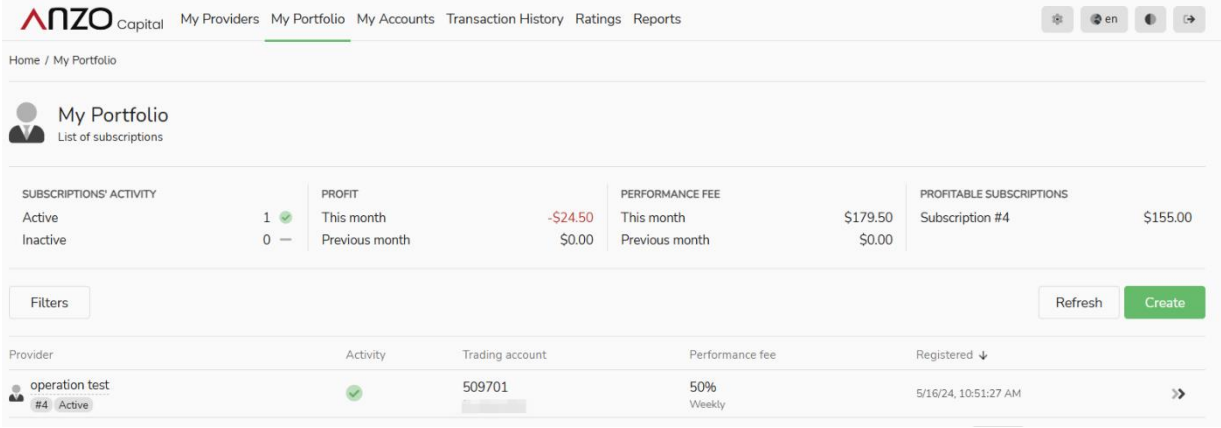 ANZO Capital My Providers My Portfolio My Accounts Transaction History Ratings Reports en
Home / My Portfolio
My Portfolio
List of subscriptions
SUBSCRIPTIONS' ACTIVITY
Active 1
Inactive 0
PROFIT
This month -$24.50
Previous month $0.00
PERFORMANCE FEE
This month $179.50
Previous month $0.00
PROFITABLE SUBSCRIPTIONS
Subscription #4 $155.00
Filters Refresh Create
Provider Activity Trading account Performance fee Registered ↓
operation test 509701 50% 5/16/24, 10:51:27 AM
#4 Active Weekly